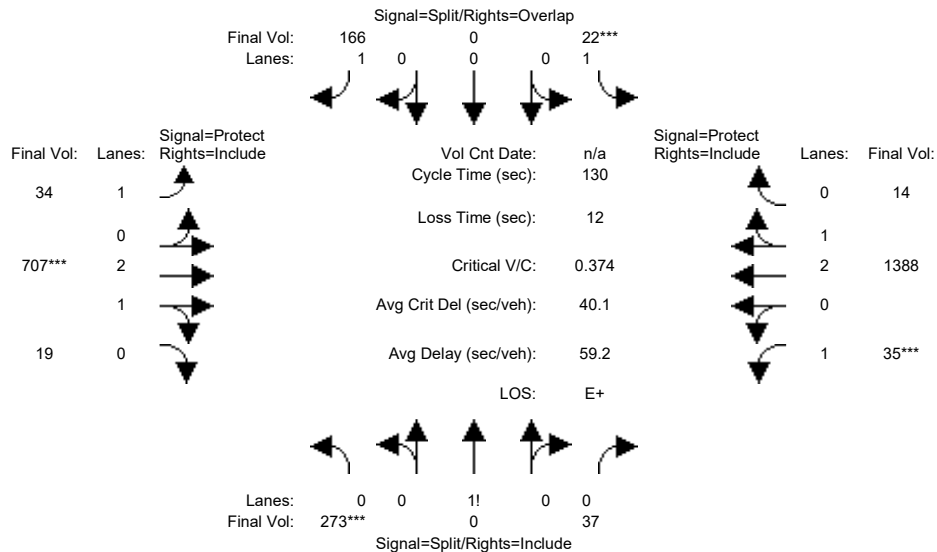 Signal=Split/Rights=Overlap
Final Vol: 166 0 22***
Lanes: 1 0 0 0 1
Signal=Protect Signal=Protect
Final Vol: Lanes: Rights=Include Vol Cnt Date: n/a Rights=Include Lanes: Final Vol:
Cycle Time (sec): 130
34 1 0 14
Loss Time (sec): 12
0 1
707*** 2 Critical V/C: 0.374 2 1388
1 Avg Crit Del (sec/veh): 40.1 0
19 0 Avg Delay (sec/veh): 59.2 1 35***
LOS: E+
Lanes: 0 0 1! 0 0
Final Vol: 273*** 0 37
Signal=Split/Rights=Include